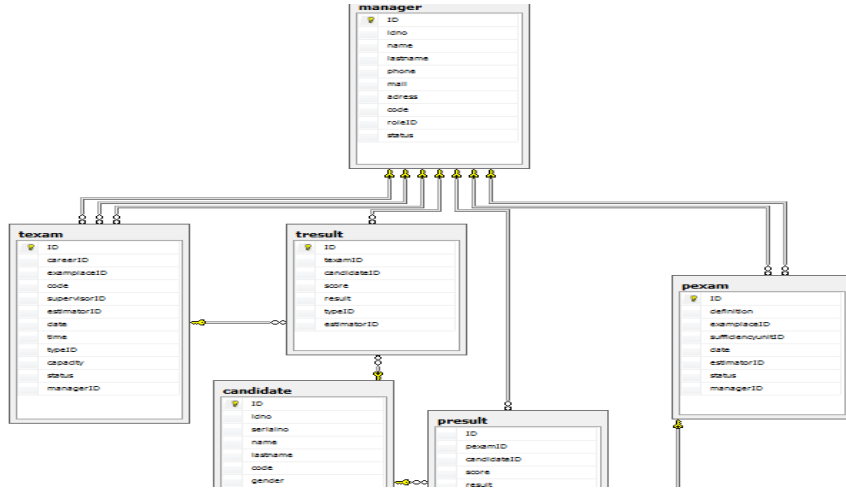 manager
ID
idno
name
lastname
phone
mail
adress
code
roleID
status
texam
ID
careerID
examplaceID
code
supervisorID
estimatorID
date
time
typeID
capacity
status
managerID
tresult
ID
texamID
candidateID
score
result
typeID
estimatorID
pexam
ID
definition
examplaceID
sufficiencyunitID
date
estimatorID
status
managerID
candidate
ID
idno
serialno
name
lastname
code
gender
presult
ID
pexamID
candidateID
score
result